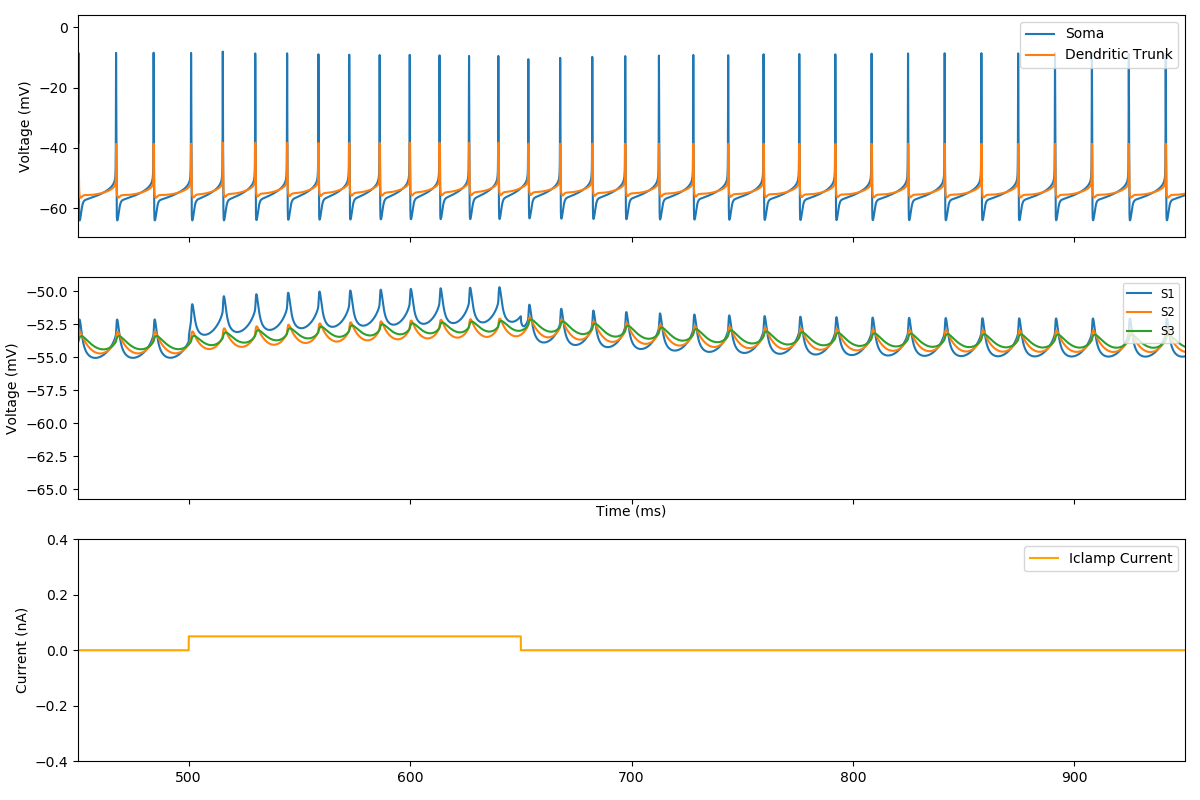 0
−20
−40
−60
Voltage (mV)
Soma
Dendritic Trunk
−50.0
−52.5
−55.0
−57.5
−60.0
−62.5
−65.0
Voltage (mV)
S1
S2
S3
Time (ms)
0.4
0.2
0.0
−0.2
−0.4
Current (nA)
Iclamp Current
500 600 700 800 900